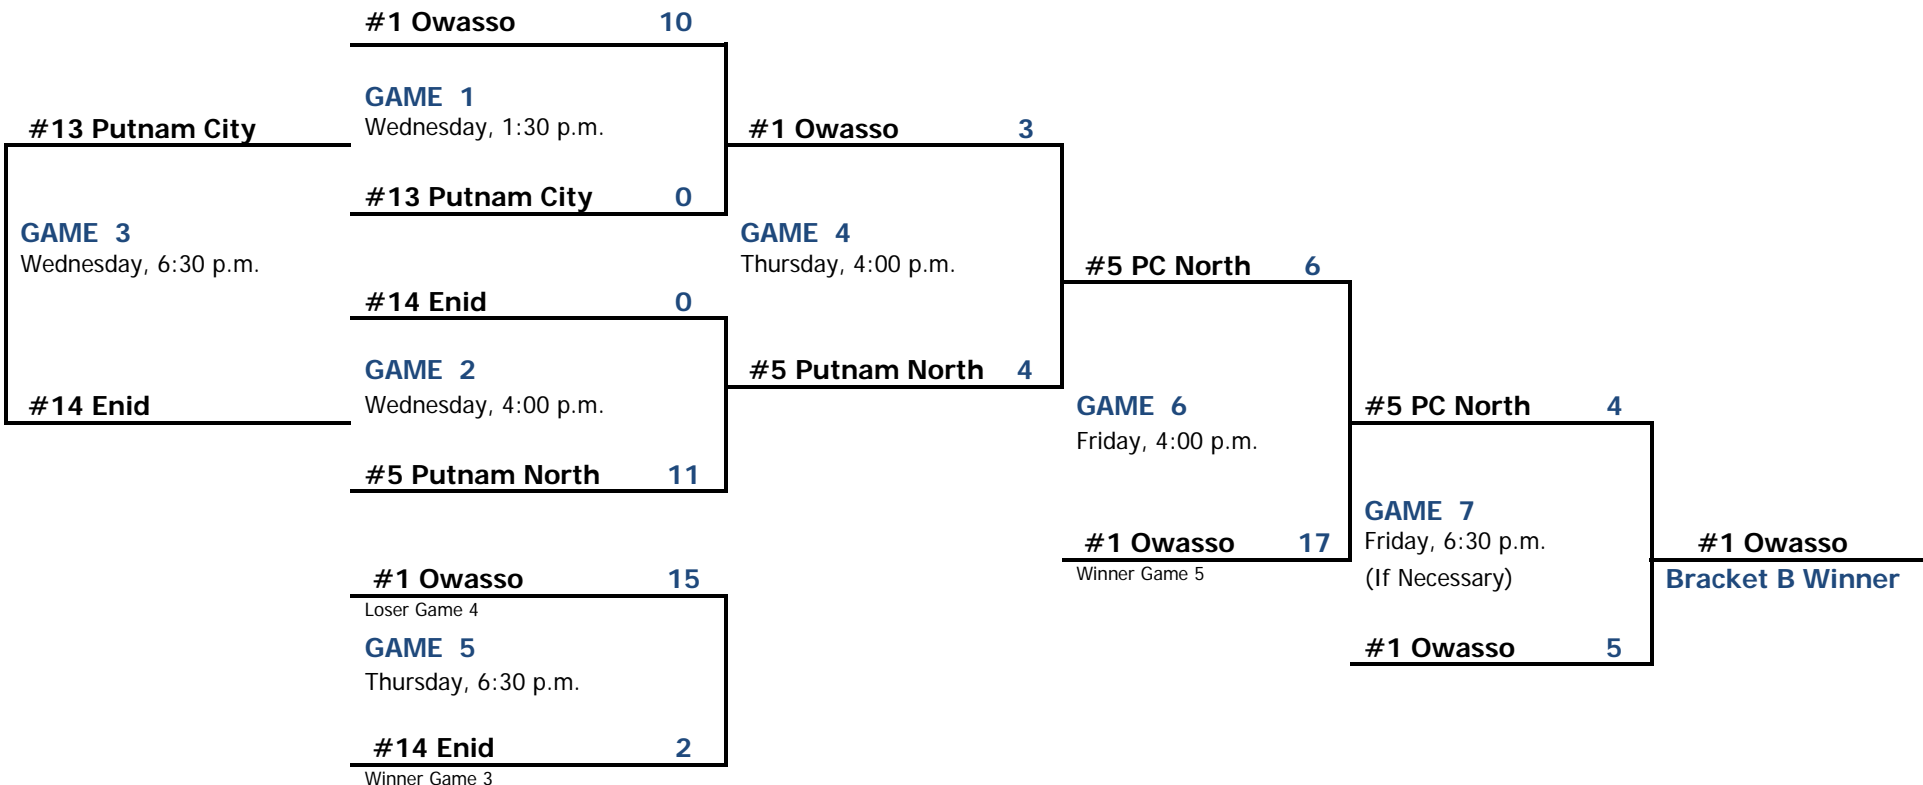 #1 Owasso 10
GAME 1
Wednesday, 1:30 p.m.
#13 Putnam City 0
#13 Putnam City
GAME 3
Wednesday, 6:30 p.m.
#14 Enid
#14 Enid 0
GAME 2
Wednesday, 4:00 p.m.
#5 Putnam North 11
#1 Owasso 15
Loser Game 4
GAME 5
Thursday, 6:30 p.m.
#14 Enid 2
Winner Game 3
#1 Owasso 3
GAME 4
Thursday, 4:00 p.m.
#5 Putnam North 4
#5 PC North 6
GAME 6
Friday, 4:00 p.m.
#1 Owasso 17
Winner Game 5
#5 PC North 4
GAME 7
Friday, 6:30 p.m.
(If Necessary)
#1 Owasso 5
#1 Owasso
Bracket B Winner